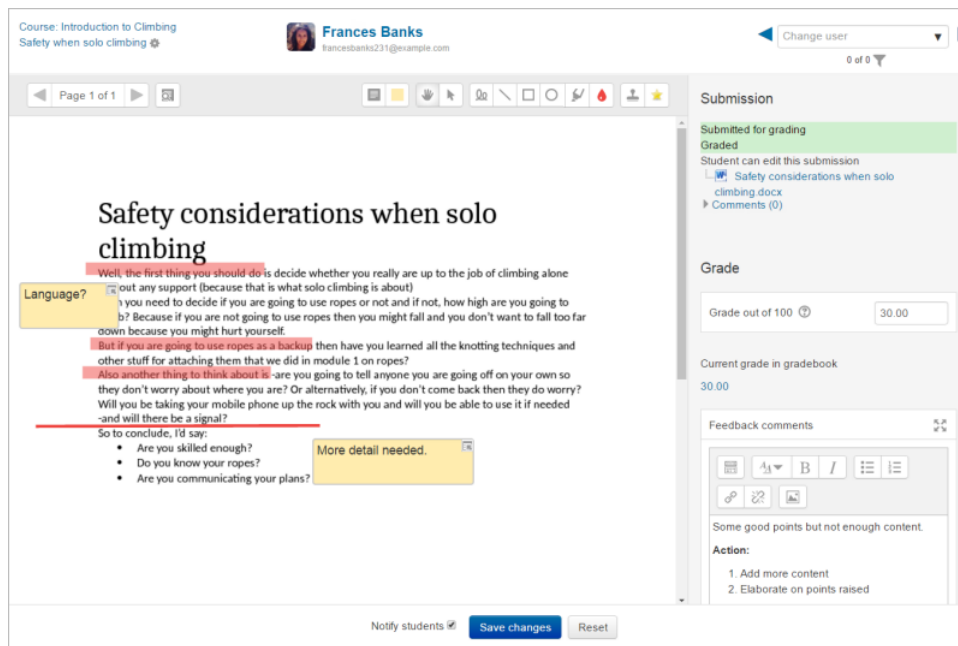 Course: Introduction to Climbing
Safety when solo climbing
Frances Banks
francesbanks231@example.com
Change user
0 of 0
Page 1 of 1
Safety considerations when solo
climbing
Well, the first thing you should do is decide whether you really are up to the job of climbing alone
out any support (because that is what solo climbing is about)
you need to decide if you are going to use ropes or not and if not, how high are you going to
b? Because if you are not going to use ropes then you might fall and you don't want to fall too far
down because you might hurt yourself.
But if you are going to use ropes as a backup then have you learned all the knotting techniques and
other stuff for attaching them that we did in module 1 on ropes?
Also another thing to think about is -are you going to tell anyone you are going off on your own so
they don't worry about where you are? Or alternatively, if you don't come back then they do worry?
Will you be taking your mobile phone up the rock with you and will you be able to use it if needed
-and will there be a signal?
So to conclude, I'd say:
• Are you skilled enough?
• Do you know your ropes?
• Are you communicating your plans?
Language?
More detail needed.
Submission
Submitted for grading
Graded
Student can edit this submission
Safety considerations when solo
climbing.docx
Comments (0)
Grade
Grade out of 100
30.00
Current grade in gradebook
30.00
Feedback comments
B I
Some good points but not enough content.
Action:
1. Add more content
2. Elaborate on points raised
Notify students
Save changes
Reset